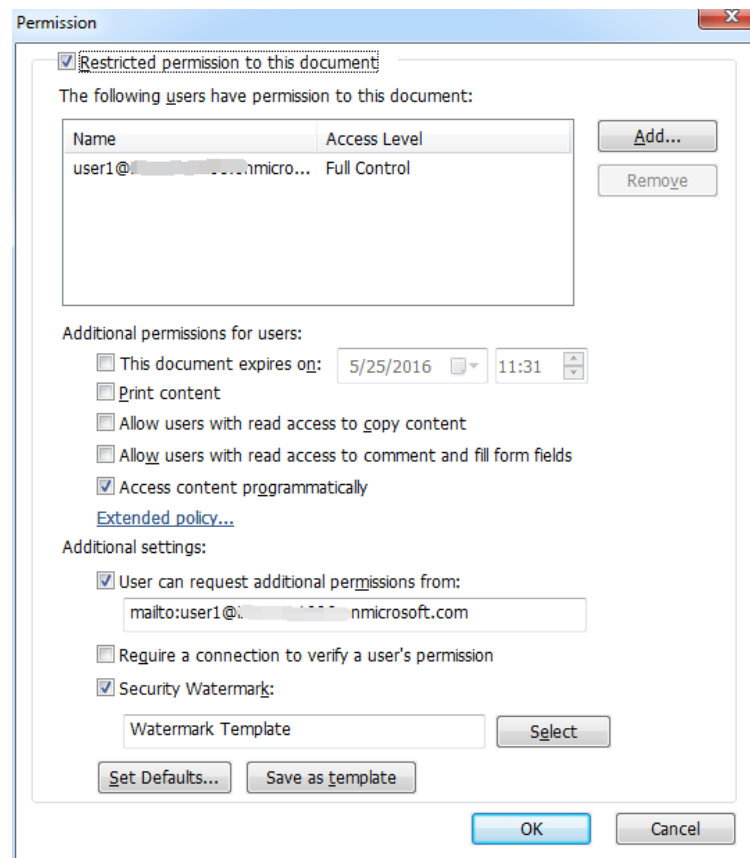 Permission
Restricted permission to this document
The following users have permission to this document:
Name Access Level
Add...
user1@ nmicro... Full Control
Remove
Additional permissions for users:
This document expires on: 5/25/2016 11:31
Print content
Allow users with read access to copy content
Allow users with read access to comment and fill form fields
Access content programmatically
Extended policy...
Additional settings:
User can request additional permissions from:
mailto:user1@ nmicrosoft.com
Require a connection to verify a user's permission
Security Watermark:
Watermark Template Select
Set Defaults... Save as template
OK Cancel